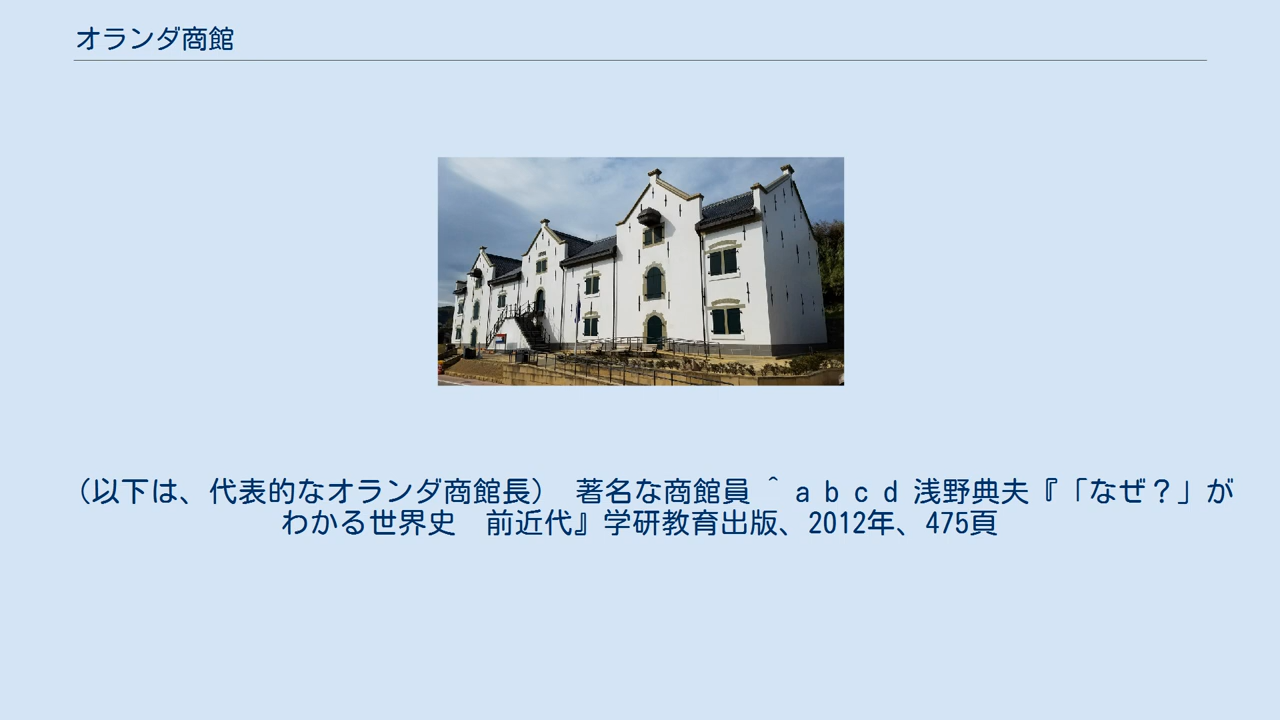 オランダ商館
（以下は、代表的なオランダ商館長）　著名な商館員 ＾ ａ ｂ ｃ ｄ 浅野典夫『「なぜ？」が
わかる世界史　前近代』学研教育出版、2012年、475頁